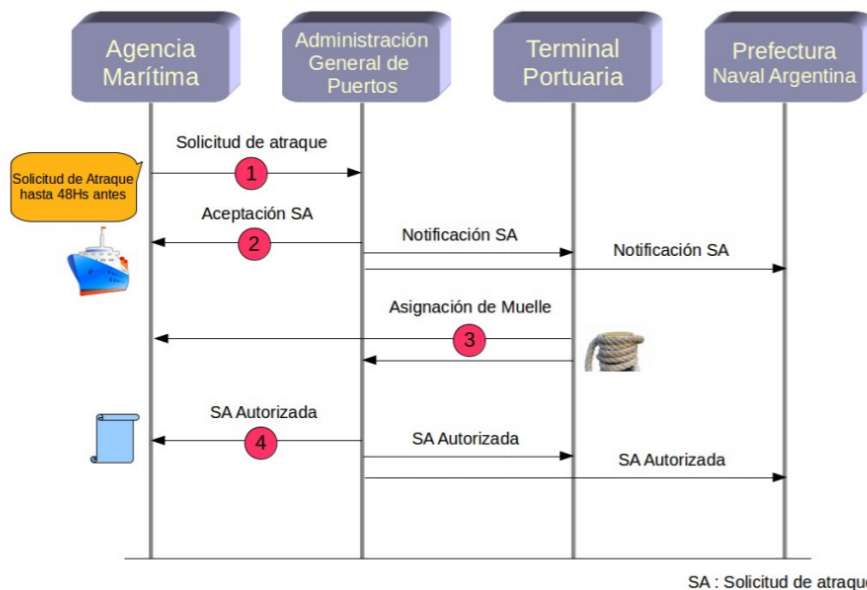 Agencia
Marítima
Administración
General de
Puertos
Terminal
Portuaria
Prefectura
Naval Argentina
Solicitud de atraque
1
Solicitud de Atraque
hasta 48Hs antes
Aceptación SA
2
Notificación SA
Notificación SA
Asignación de Muelle
3
SA Autorizada
4
SA Autorizada
SA Autorizada
SA : Solicitud de atraque